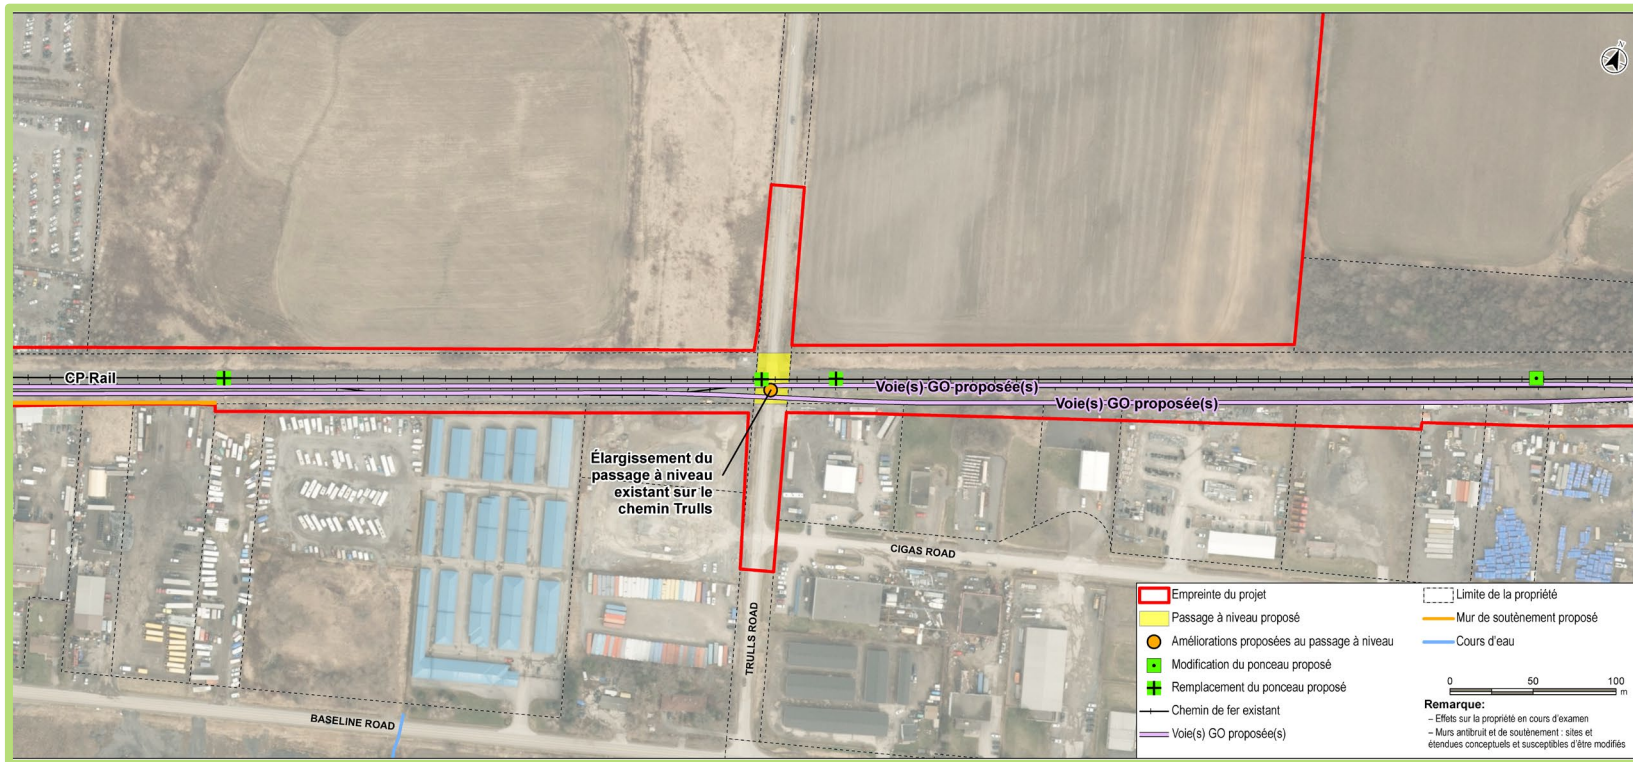 N
CP Rail
Voie(s) GO proposée(s)
Voie(s) GO proposée(s)
Élargissement du
passage à niveau
existant sur le
chemin Trulls
CIGAS ROAD
TRULLS ROAD
BASELINE ROAD
Empreinte du projet
Passage à niveau proposé
Améliorations proposées au passage à niveau
Modification du ponceau proposé
Remplacement du ponceau proposé
Chemin de fer existant
Voie(s) GO proposée(s)
Limite de la propriété
Mur de soutènement proposé
Cours d'eau
0 50 100
m
Remarque:
– Effets sur la propriété en cours d'examen
– Murs antibruit et de soutènement : sites et
étendues conceptuels et susceptibles d'être modifiés